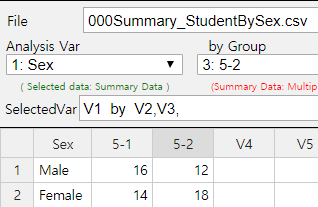 File 000Summary_StudentBySex.csv
Analysis Var by Group
1: Sex 3: 5-2
( Selected data: Summary Data ) (Summary Data: Multip
SelectedVar V1 by V2,V3,
Sex 5-1 5-2 V4 V5
1 Male 16 12
2 Female 14 18